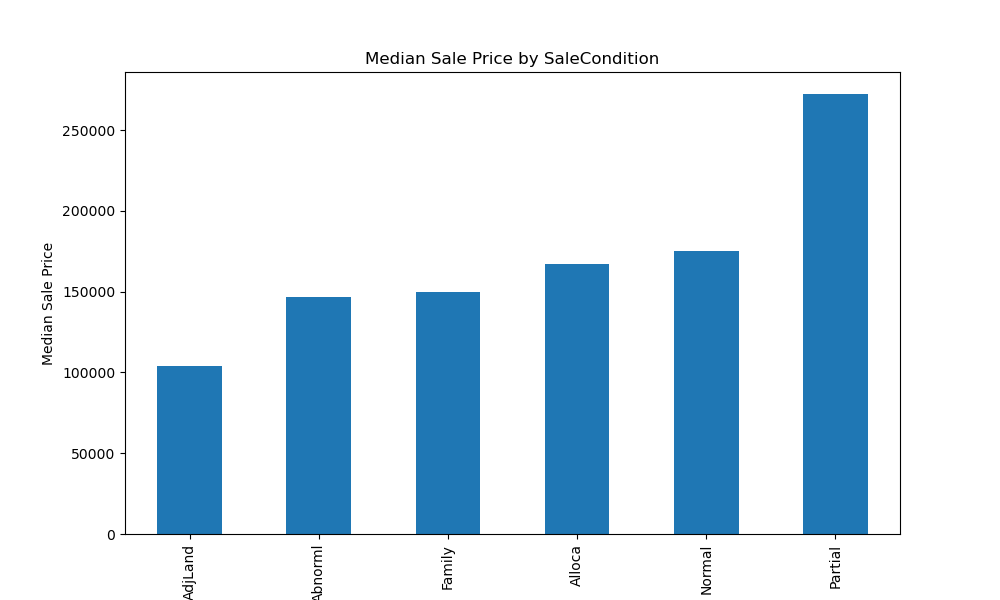 Median Sale Price by SaleCondition
Median Sale Price
250000
200000
150000
100000
50000
0
AdjLand
Abnorml
Family
Alloca
Normal
Partial